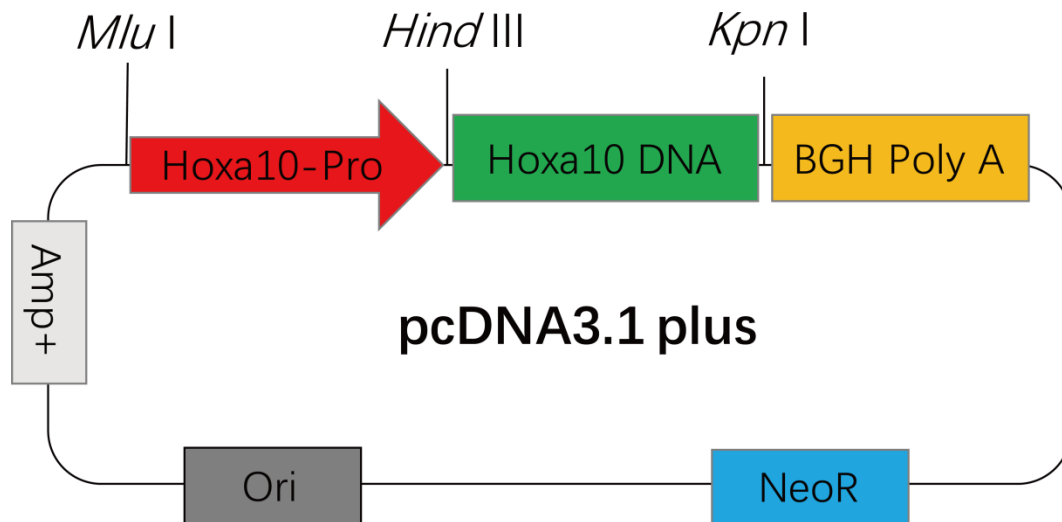 Mlu I
Hind III
Kpn I
Hoxa10-Pro
Hoxa10 DNA
BGH Poly A
Amp+
pcDNA3.1 plus
Ori
NeoR